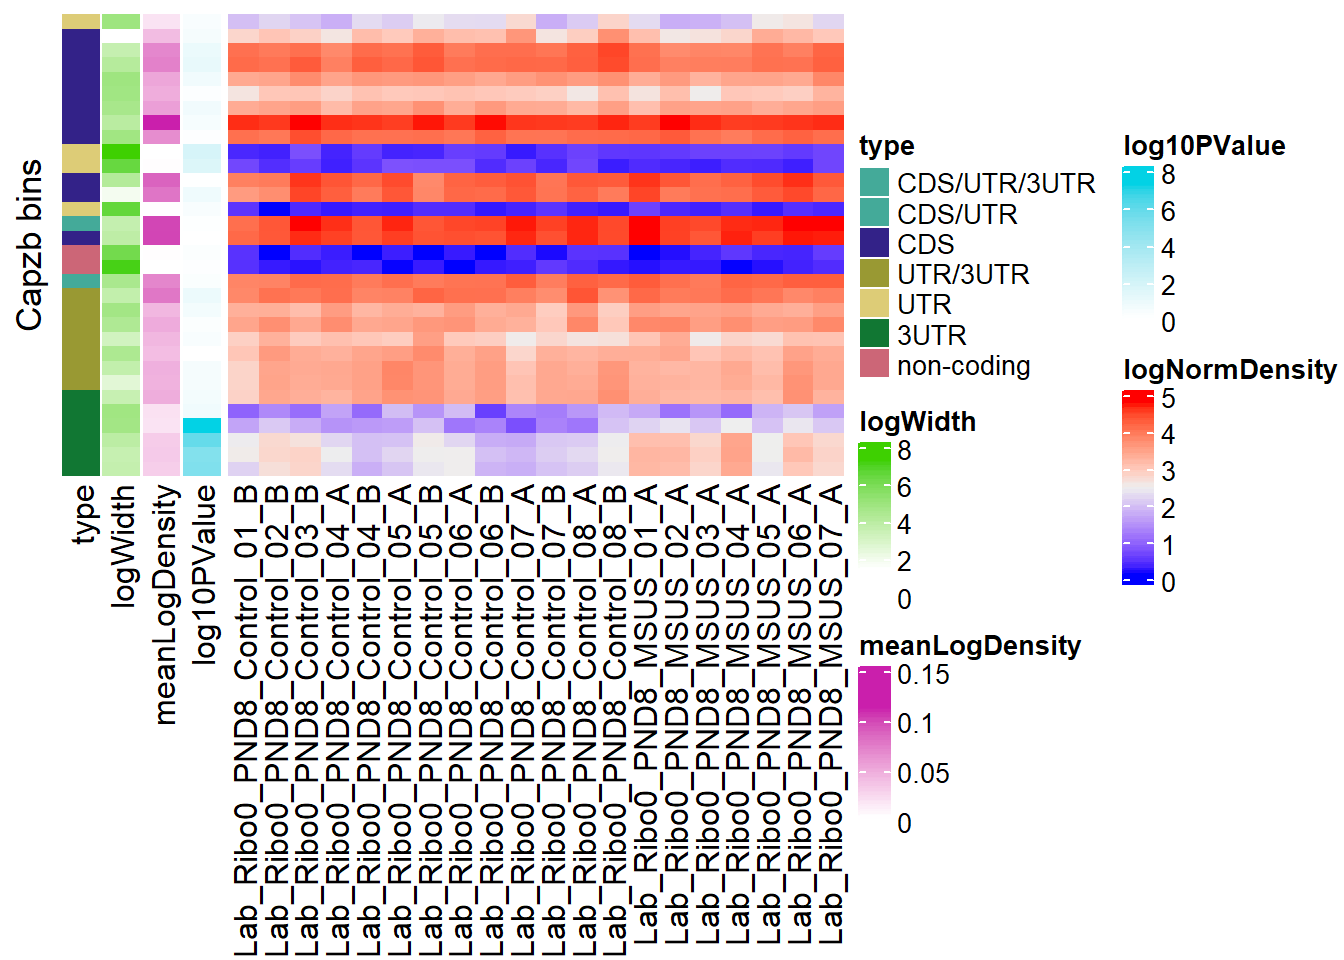 Capzb bins
type
logWidth
meanLogDensity
log10PValue
Lab_Ribo0_PND8_Control_01_B
Lab_Ribo0_PND8_Control_02_B
Lab_Ribo0_PND8_Control_03_B
Lab_Ribo0_PND8_Control_04_A
Lab_Ribo0_PND8_Control_04_B
Lab_Ribo0_PND8_Control_05_A
Lab_Ribo0_PND8_Control_05_B
Lab_Ribo0_PND8_Control_06_A
Lab_Ribo0_PND8_Control_06_B
Lab_Ribo0_PND8_Control_07_A
Lab_Ribo0_PND8_Control_07_B
Lab_Ribo0_PND8_Control_08_A
Lab_Ribo0_PND8_Control_08_B
Lab_Ribo0_PND8_MSUS_01_A
Lab_Ribo0_PND8_MSUS_02_A
Lab_Ribo0_PND8_MSUS_03_A
Lab_Ribo0_PND8_MSUS_04_A
Lab_Ribo0_PND8_MSUS_05_A
Lab_Ribo0_PND8_MSUS_06_A
Lab_Ribo0_PND8_MSUS_07_A
type
CDS/UTR/3UTR
CDS/UTR
CDS
UTR/3UTR
UTR
3UTR
non-coding
logWidth
8
6
4
2
0
meanLogDensity
0.15
0.1
0.05
0
log10PValue
8
6
4
2
0
logNormDensity
5
4
3
2
1
0